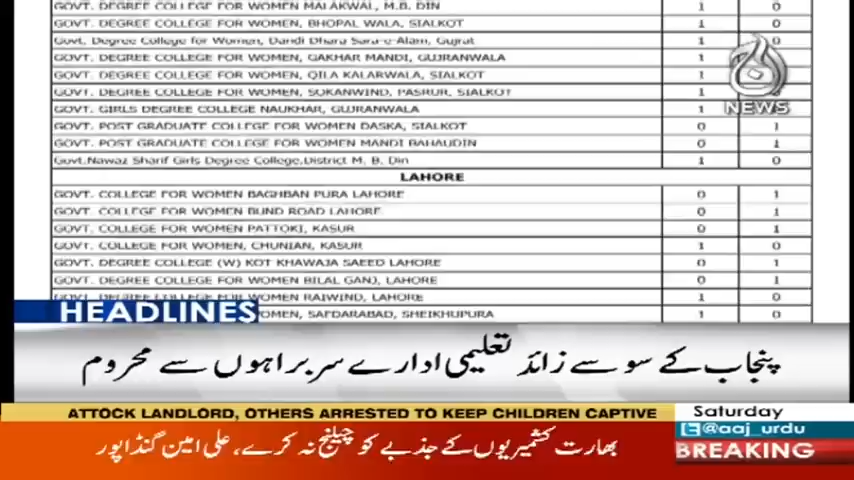 GOVT. DEGREE COLLEGE FOR WOMEN MALAKWAL, M.B. DIN 1 0
GOVT. DEGREE COLLEGE FOR WOMEN, BHOPAL WALA, SIALKOT 1 0
Govt. Degree College for Women, Dandi Dhara Sara-e-Alam, Gujrat 1 0
GOVT. DEGREE COLLEGE FOR WOMEN, GAKHAR MANDI, GUJRANWALA 1
GOVT. DEGREE COLLEGE FOR WOMEN, QILA KALARWALA, SIALKOT 1
GOVT. DEGREE COLLEGE FOR WOMEN, SOKANWIND, PASRUR, SIALKOT 1 0
GOVT. GIRLS DEGREE COLLEGE NAUKHAR, GUJRANWALA 1
NEWS
GOVT. POST GRADUATE COLLEGE FOR WOMEN DASKA, SIALKOT 0 1
GOVT. POST GRADUATE COLLEGE FOR WOMEN MANDI BAHAUDIN 0 1
Govt.Nawaz Sharif Girls Degree College,District M. B. Din 1 0
LAHORE
GOVT. COLLEGE FOR WOMEN BAGHBAN PURA LAHORE 0 1
GOVT. COLLEGE FOR WOMEN BUND ROAD LAHORE 0 1
GOVT. COLLEGE FOR WOMEN PATTOKI, KASUR 0 1
GOVT. COLLEGE FOR WOMEN, CHUNIAN, KASUR 1 0
GOVT. DEGREE COLLEGE (W) KOT KHAWAJA SAEED LAHORE 0 1
GOVT. DEGREE COLLEGE FOR WOMEN BILAL GANJ, LAHORE 0 1
GOVT. DEGREE COLLEGE FOR WOMEN RAIWIND, LAHORE 1 0
OMEN, SAFDARABAD, SHEIKHUPURA 1 0
HEADLINES
پنجاب کے سو سے زائد تعلیمی ادارے سربراہوں سے محروم
ATTOCK LANDLORD, OTHERS ARRESTED TO KEEP CHILDREN CAPTIVE
Saturday
@aaj_urdu
BREAKING
بھارت کشمیریوں کے جذبے کو چیلنج نہ کرے، علی امین گنڈاپور